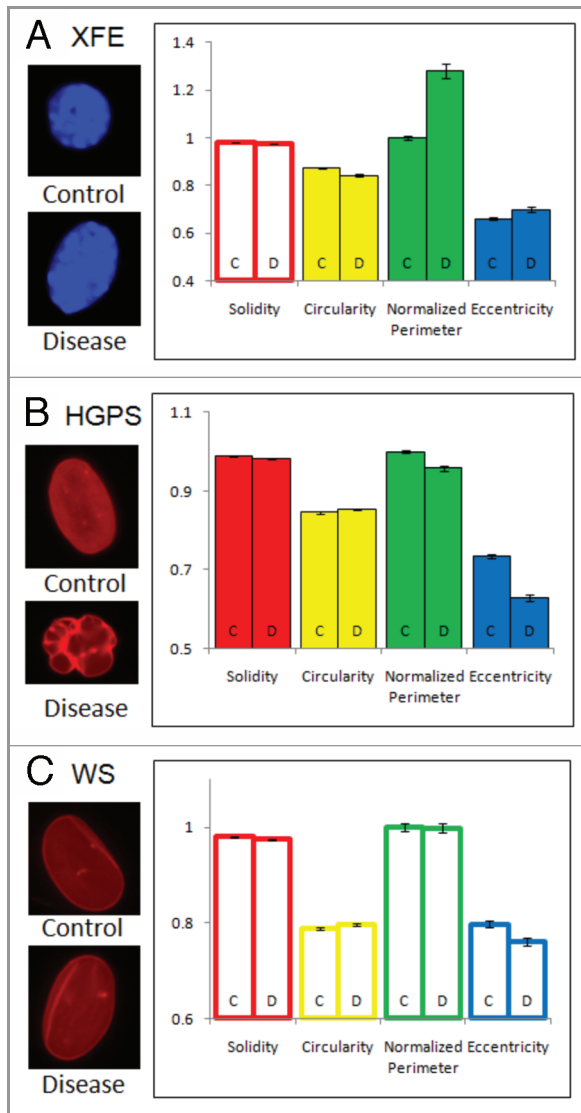 A XFE
Control
Disease
1.4
1.2
1
0.8
0.6
0.4
C D C D C D C D
Solidity Circularity Normalized Eccentricity
Perimeter
B HGPS
Control
Disease
1.1
0.9
0.7
0.5
C D C D C D C D
Solidity Circularity Normalized Eccentricity
Perimeter
C WS
Control
Disease
1
0.8
0.6
C D C D C D C D
Solidity Circularity Normalized Eccentricity
Perimeter